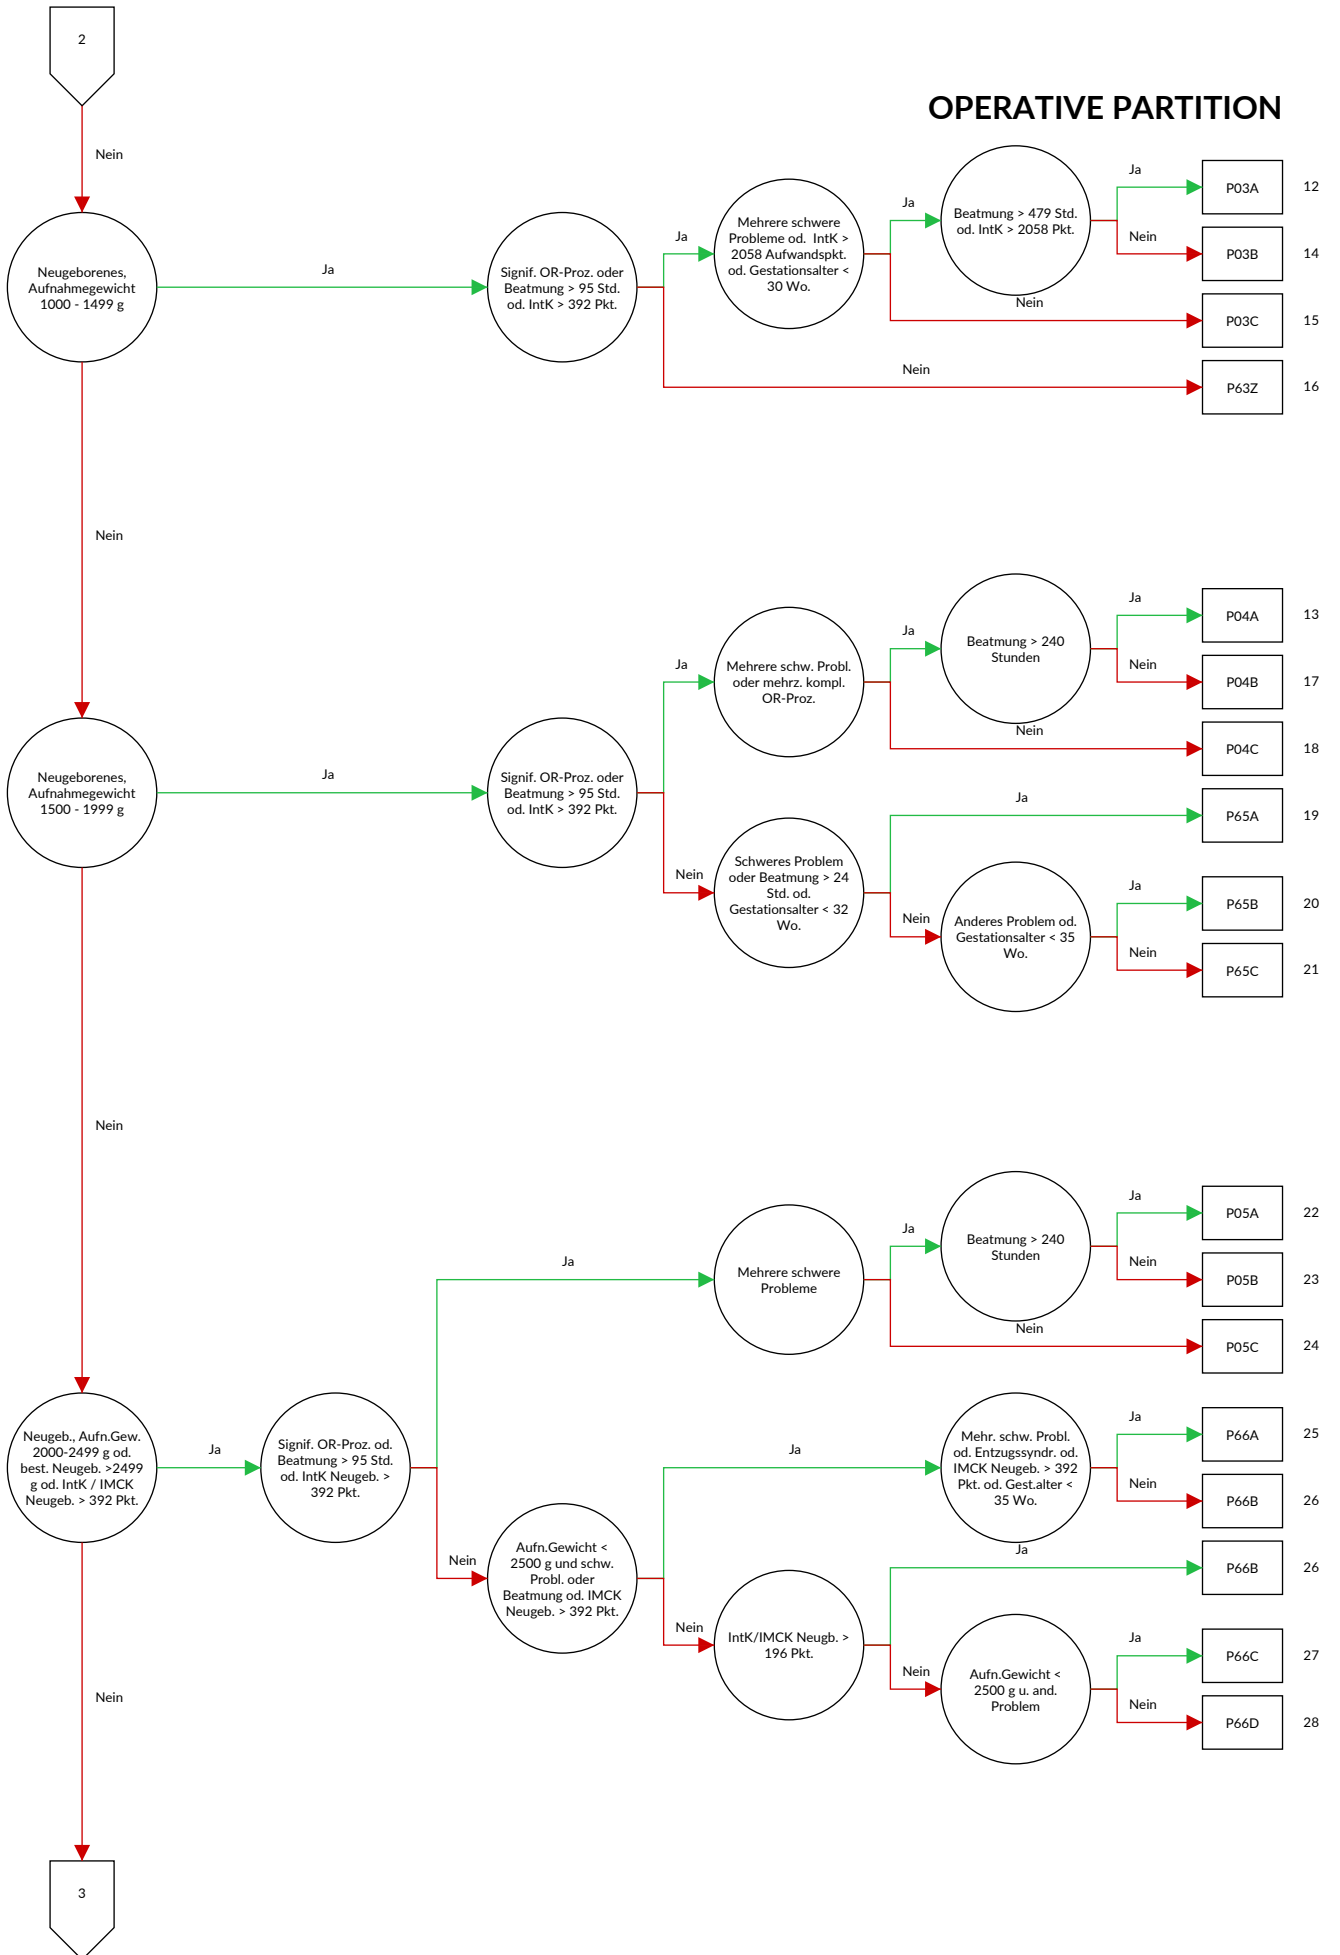 2
OPERATIVE PARTITION
Nein
Neugeborenes,
Aufnahmegewicht
1000 - 1499 g
Ja
Signif. OR-Proz. oder
Beatmung > 95 Std.
od. IntK > 392 Pkt.
Ja
Mehrere schwere
Probleme od. IntK >
2058 Aufwandspkt.
od. Gestationsalter <
30 Wo.
Ja
Beatmung > 479 Std.
od. IntK > 2058 Pkt.
Ja
P03A 12
Nein
P03B 14
Nein
P03C 15
Nein
P63Z 16
Nein
Neugeborenes,
Aufnahmegewicht
1500 - 1999 g
Ja
Signif. OR-Proz. oder
Beatmung > 95 Std.
od. IntK > 392 Pkt.
Ja
Mehrere schw. Probl.
oder mehrz. kompl.
OR-Proz.
Ja
Beatmung > 240
Stunden
Ja
P04A 13
Nein
P04B 17
Nein
P04C 18
Nein
Schweres Problem
oder Beatmung > 24
Std. od.
Gestationsalter < 32
Wo.
Ja
P65A 19
Nein
Anderes Problem od.
Gestationsalter < 35
Wo.
Ja
P65B 20
Nein
P65C 21
Nein
Neugeb., Aufn.Gew.
2000-2499 g od.
best. Neugeb. >2499
g od. IntK / IMCK
Neugeb. > 392 Pkt.
Ja
Signif. OR-Proz. od.
Beatmung > 95 Std.
od. IntK Neugeb. >
392 Pkt.
Ja
Mehrere schwere
Probleme
Ja
Beatmung > 240
Stunden
Ja
P05A 22
Nein
P05B 23
Nein
P05C 24
Nein
Aufn.Gewicht <
2500 g und schw.
Probl. oder
Beatmung od. IMCK
Neugeb. > 392 Pkt.
Ja
Mehr. schw. Probl.
od. Entzugssyndr. od.
IMCK Neugeb. > 392
Pkt. od. Gest.alter <
35 Wo.
Ja
P66A 25
Nein
P66B 26
Nein
IntK/IMCK Neugb. >
196 Pkt.
Ja
P66B 26
Nein
Aufn.Gewicht <
2500 g u. and.
Problem
Ja
P66C 27
Nein
P66D 28
Nein
3